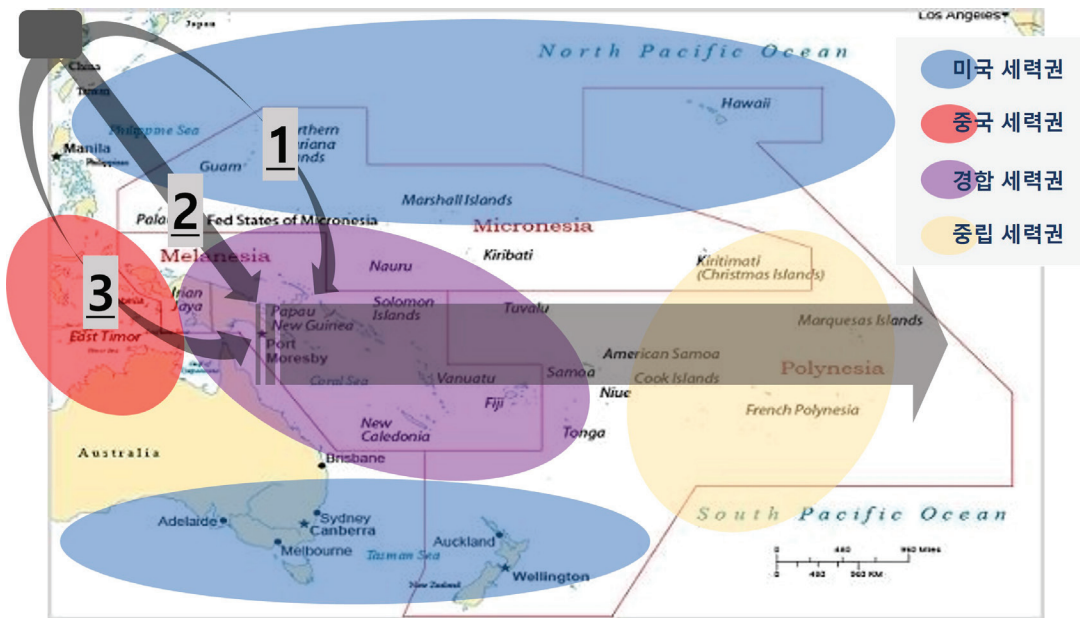 Japan
Los Angeles
North Pacific Ocean
미국 세력권
China
Taiwan
Hawaii
중국 세력권
1
Philippine Sea
Manila
Philippines
Guam
경합 세력권
2
Marshall Islands
Fed States of Micronesia
Micronesia
중립 세력권
Melanesia
Kiribati
Nauru
Kiritimati
(Christmas Islands)
3
Irian
Jaya
Solomon
Islands
Tuvalu
Papau
New Guinea
Marquesas Islands
East Timor
Port
Moresby
American Samoa
Polynesia
Samoa
Coral Sea
Vanuatu
Cook Islands
Niue
Fiji
French Polynesia
New
Caledonia
Tonga
Australia
Brisbane
Adelaide
Sydney
Canberra
South Pacific Ocean
Melbourne
Tasman Sea
Auckland
Wellington
New Zealand